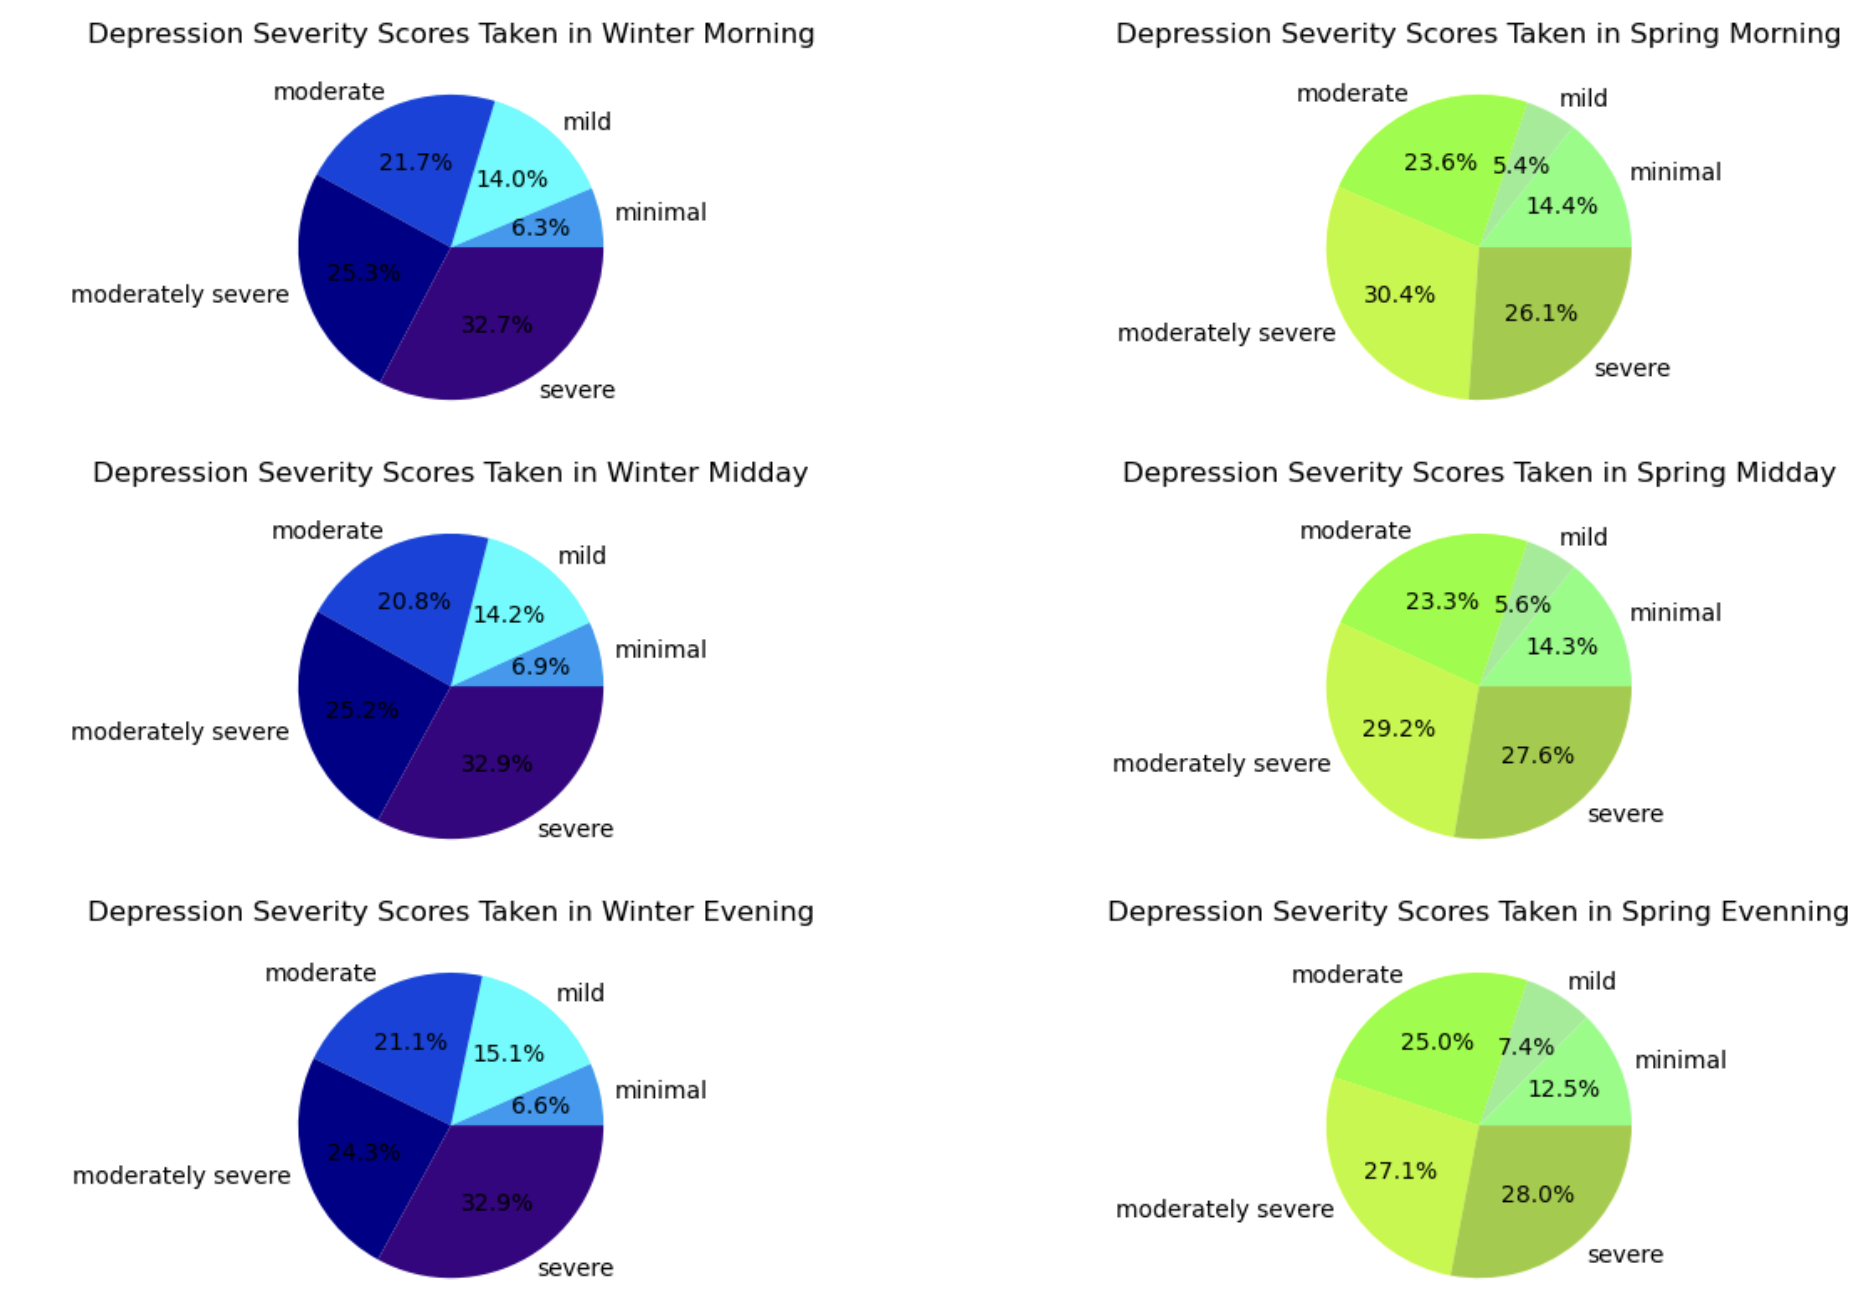 Depression Severity Scores Taken in Winter Morning
moderate
mild
21.7%
14.0%
minimal
6.3%
25.3%
moderately severe
32.7%
severe
Depression Severity Scores Taken in Spring Morning
moderate
mild
23.6%
5.4%
minimal
14.4%
30.4%
26.1%
moderately severe
severe
Depression Severity Scores Taken in Winter Midday
moderate
mild
20.8%
14.2%
minimal
6.9%
25.2%
moderately severe
32.9%
severe
Depression Severity Scores Taken in Spring Midday
moderate
mild
23.3%
5.6%
minimal
14.3%
29.2%
27.6%
moderately severe
severe
Depression Severity Scores Taken in Winter Evening
moderate
mild
21.1%
15.1%
minimal
6.6%
24.3%
moderately severe
32.9%
severe
Depression Severity Scores Taken in Spring Evenning
moderate
mild
25.0%
7.4%
minimal
12.5%
27.1%
28.0%
moderately severe
severe